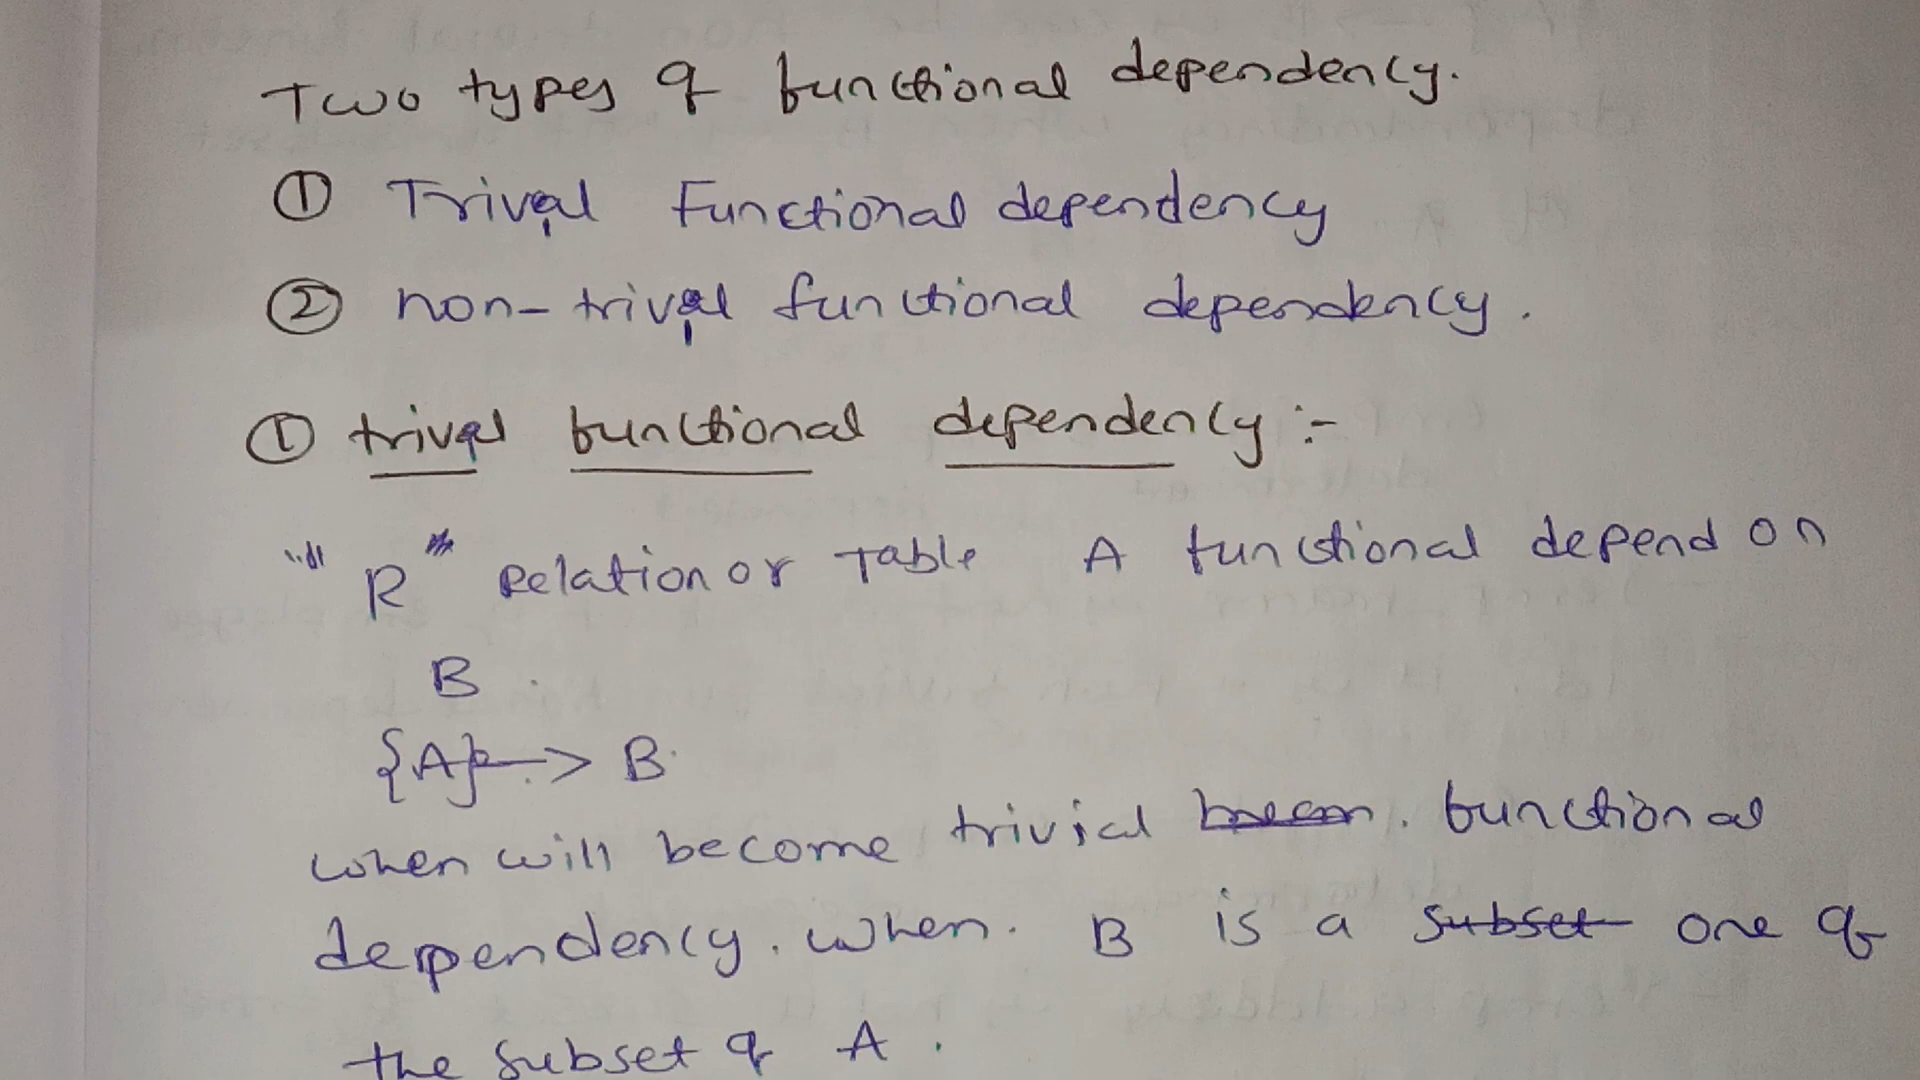 Two types of functional dependency.
① Trival Functional dependency
② non-trival functional dependency.
① trival functional dependency :-
"R" Relation or Table A functional depend on
B.
{A} -> B.
when will become trivial functional
dependency. when. B is a subset one of
the subset of A.